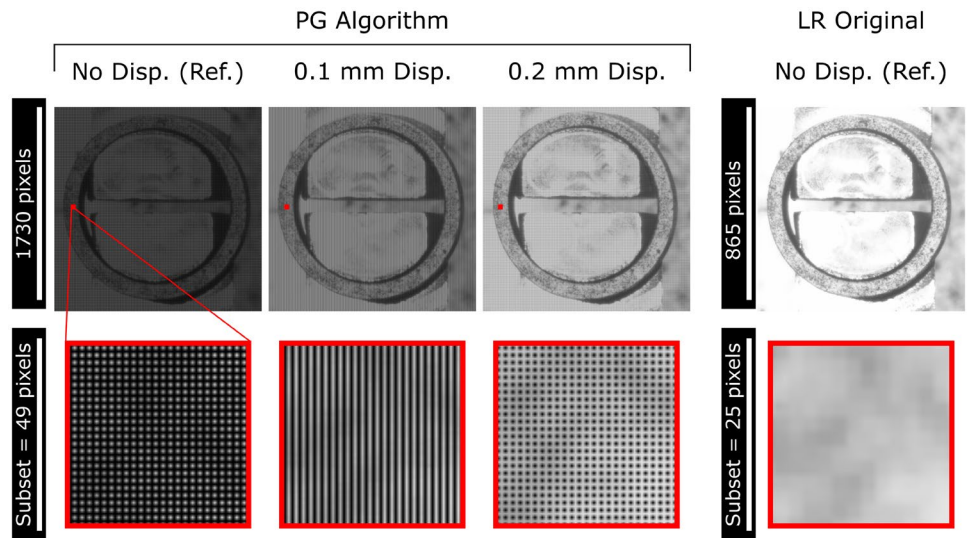 PG Algorithm
LR Original
No Disp. (Ref.)
0.1 mm Disp.
0.2 mm Disp.
No Disp. (Ref.)
1730 pixels
865 pixels
Subset = 49 pixels
Subset = 25 pixels